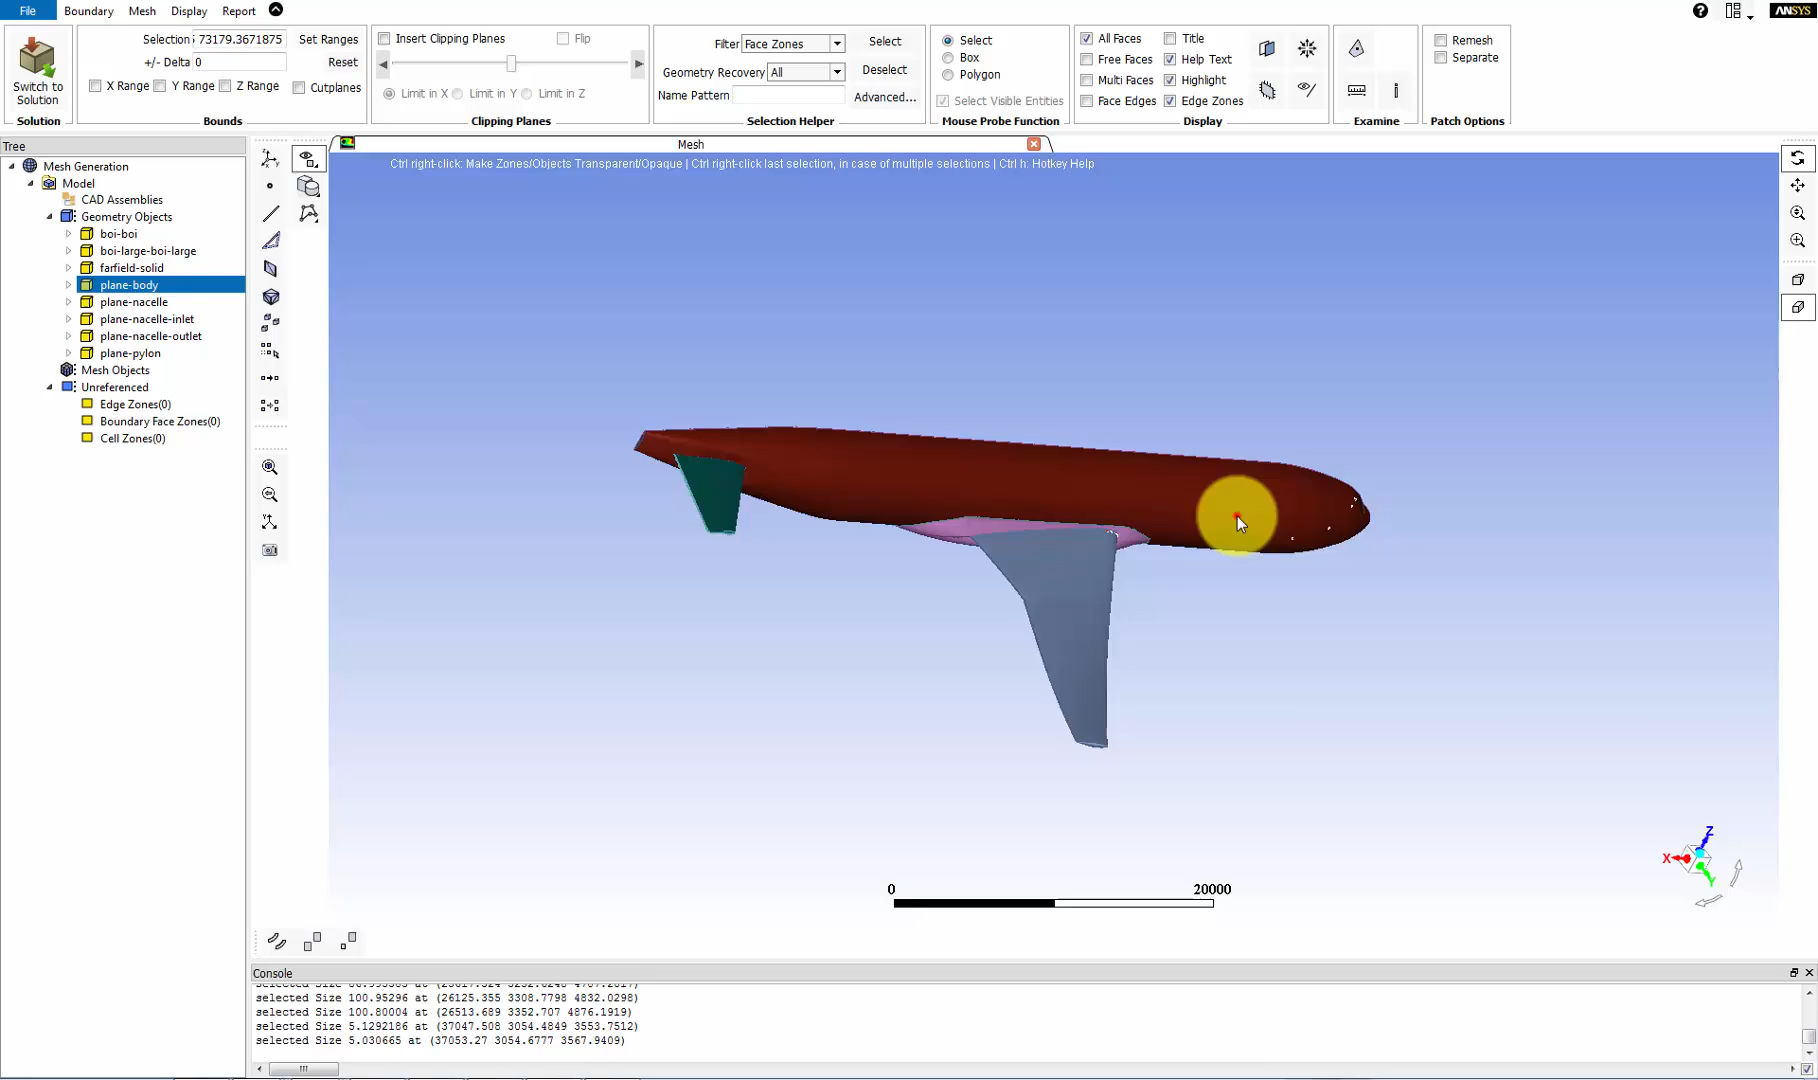 File Boundary Mesh Display Report
ANSYS
Switch to Solution
Solution
Selection 73179.3671875 Set Ranges
+/- Delta 0 Reset
X Range Y Range Z Range Cutplanes
Bounds
Insert Clipping Planes Flip
Limit in X Limit in Y Limit in Z
Clipping Planes
Filter Face Zones Select
Geometry Recovery All Deselect
Name Pattern Advanced...
Selection Helper
Select
Box
Polygon
Select Visible Entities
Mouse Probe Function
All Faces Title
Free Faces Help Text
Multi Faces Highlight
Face Edges Edge Zones
Display
Examine
Remesh
Separate
Patch Options
Tree
Mesh Generation
Model
CAD Assemblies
Geometry Objects
boi-boi
boi-large-boi-large
farfield-solid
plane-body
plane-nacelle
plane-nacelle-inlet
plane-nacelle-outlet
plane-pylon
Mesh Objects
Unreferenced
Edge Zones(0)
Boundary Face Zones(0)
Cell Zones(0)
Mesh
Ctrl right-click: Make Zones/Objects Transparent/Opaque | Ctrl right-click last selection, in case of multiple selections | Ctrl h: Hotkey Help
Z
X
Y
0 20000
Console
selected Size 100.95296 at (26125.355 3308.7798 4832.0298)
selected Size 100.80004 at (26513.689 3352.707 4876.1919)
selected Size 5.1292186 at (37047.508 3054.4849 3553.7512)
selected Size 5.030665 at (37053.27 3054.6777 3567.9409)